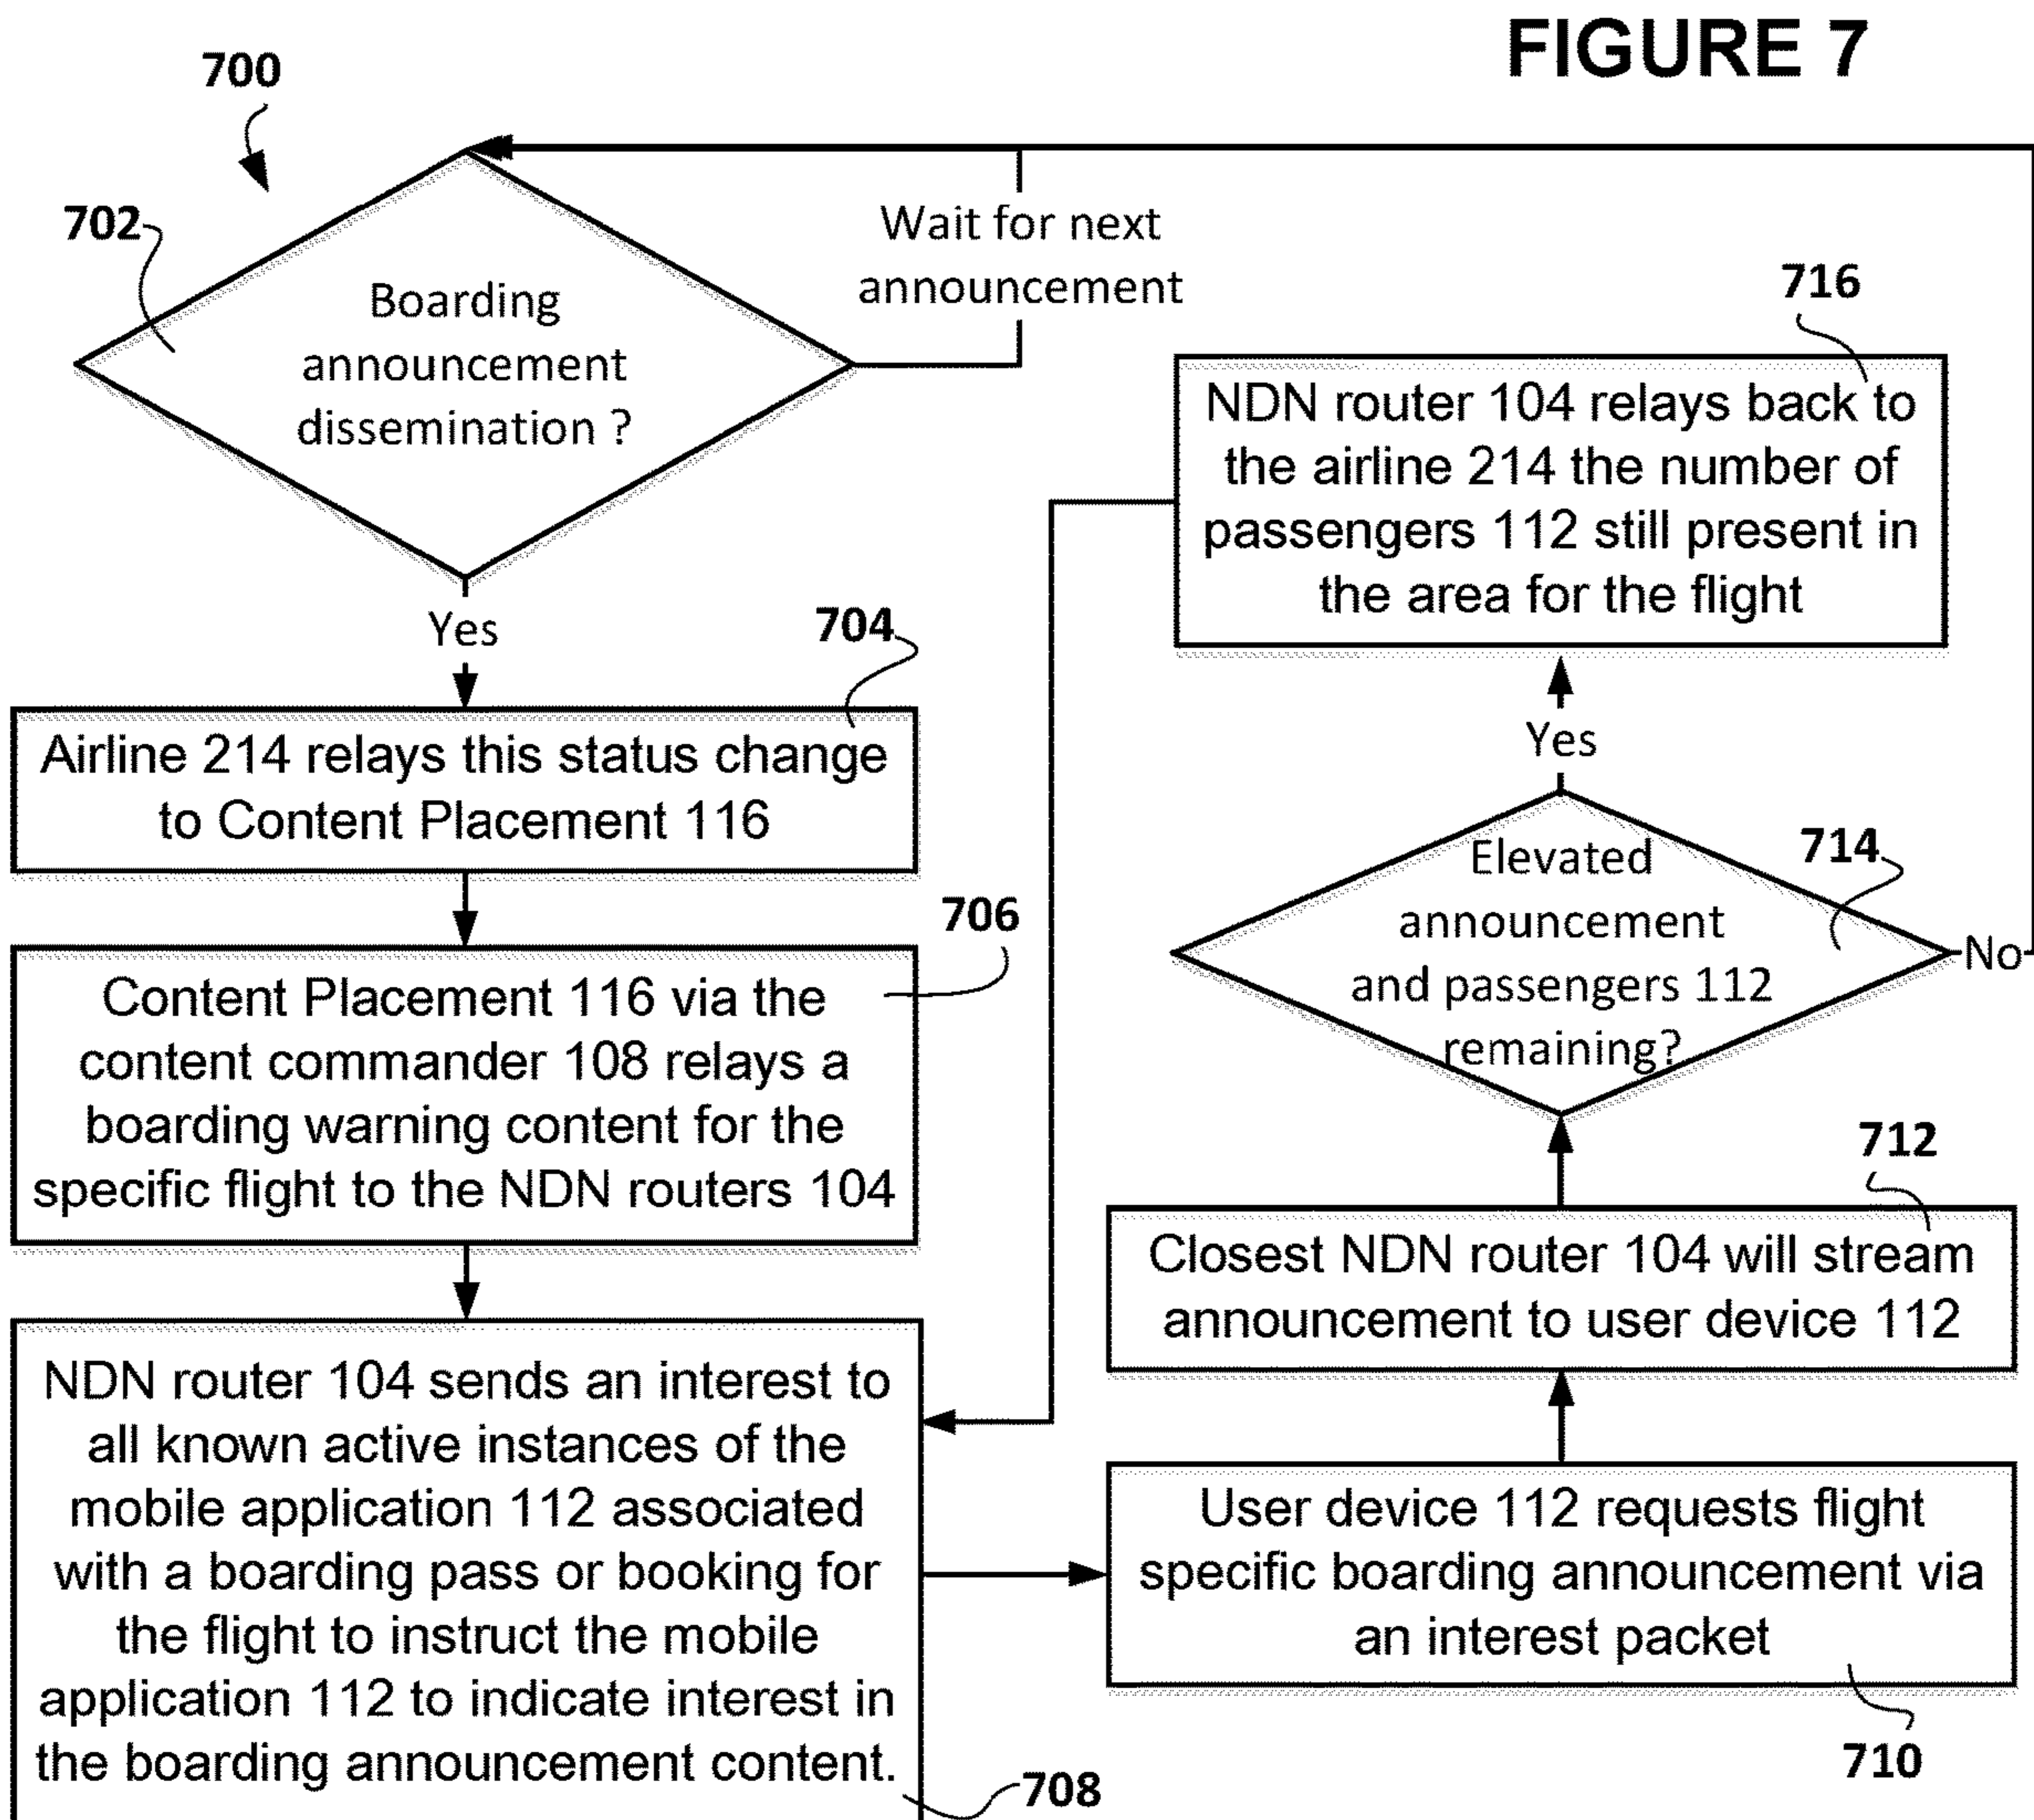 FIGURE 7
700
702
Boarding
announcement
dissemination ?
Wait for next
announcement
Yes
704
Airline 214 relays this status change
to Content Placement 116
706
Content Placement 116 via the
content commander 108 relays a
boarding warning content for the
specific flight to the NDN routers 104
NDN router 104 sends an interest to
all known active instances of the
mobile application 112 associated
with a boarding pass or booking for
the flight to instruct the mobile
application 112 to indicate interest in
the boarding announcement content.
708
716
NDN router 104 relays back to
the airline 214 the number of
passengers 112 still present in
the area for the flight
Yes
714
Elevated
announcement
and passengers 112
remaining?
No
712
Closest NDN router 104 will stream
announcement to user device 112
User device 112 requests flight
specific boarding announcement via
an interest packet
710